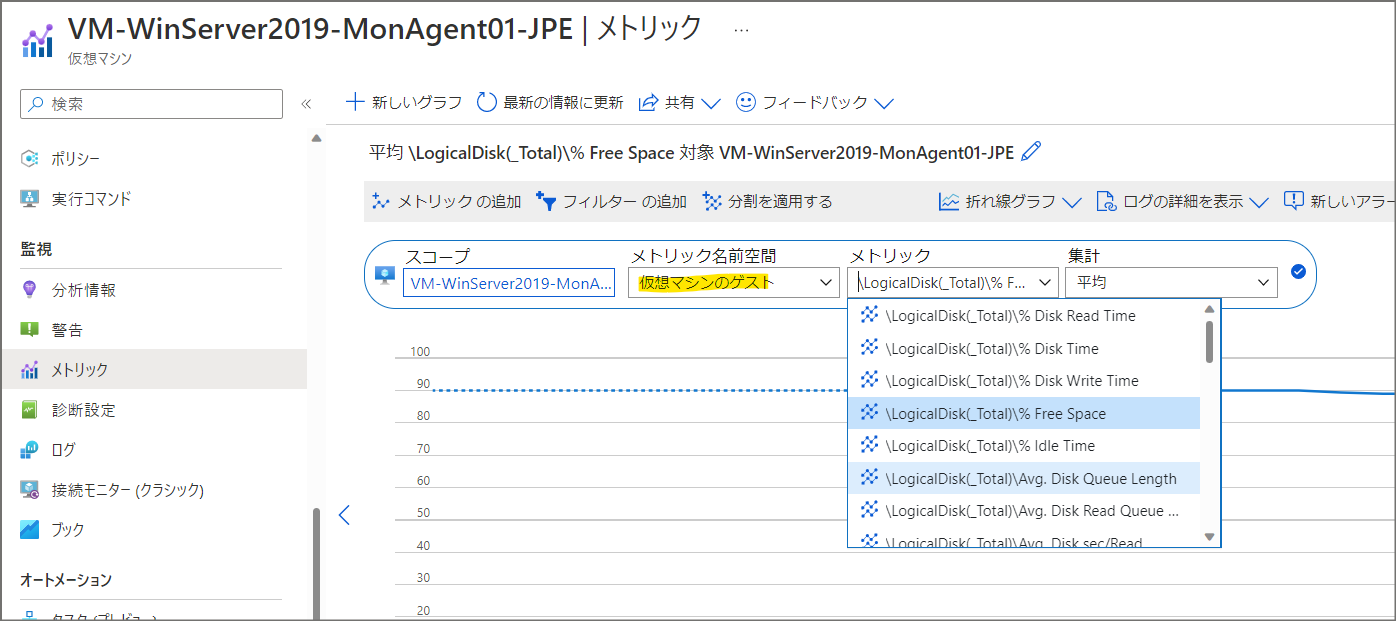 VM-WinServer2019-MonAgent01-JPE | メトリック …
仮想マシン
検索 «
ポリシー
実行コマンド
監視
分析情報
警告
メトリック
診断設定
ログ
接続モニター (クラシック)
ブック
オートメーション
タスク (プレビュー)
新しいグラフ 最新の情報に更新 共有 フィードバック
平均 \LogicalDisk(_Total)\% Free Space 対象 VM-WinServer2019-MonAgent01-JPE
メトリック の追加 フィルター の追加 分割を適用する 折れ線グラフ ログの詳細を表示 新しいアラー
スコープ メトリック名前空間 メトリック 集計
VM-WinServer2019-MonA... 仮想マシンのゲスト \LogicalDisk(_Total)\% F... 平均
\LogicalDisk(_Total)\% Disk Read Time
\LogicalDisk(_Total)\% Disk Time
\LogicalDisk(_Total)\% Disk Write Time
\LogicalDisk(_Total)\% Free Space
\LogicalDisk(_Total)\% Idle Time
\LogicalDisk(_Total)\Avg. Disk Queue Length
\LogicalDisk(_Total)\Avg. Disk Read Queue ...
\LogicalDisk(_Total)\Avg. Disk sec/Read
100
90
80
70
60
50
40
30
20